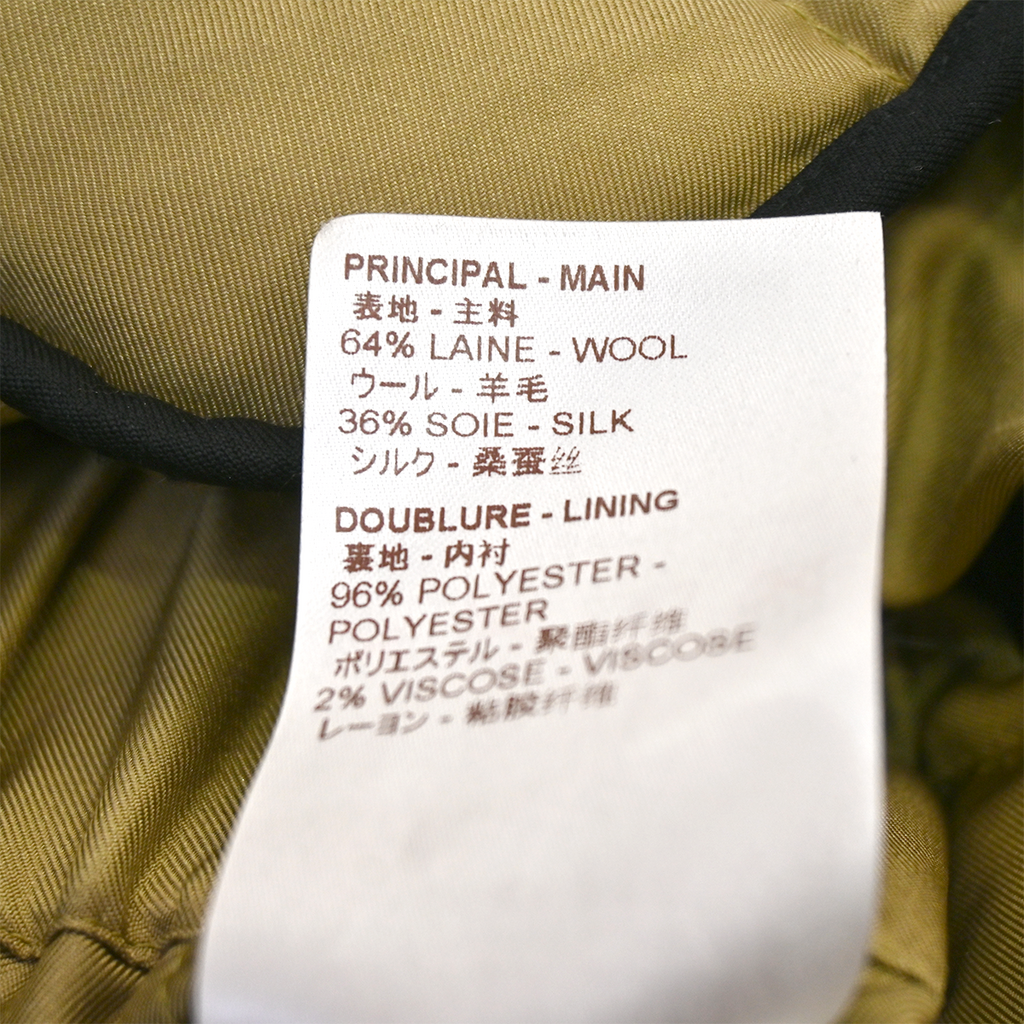 PRINCIPAL - MAIN
表地 - 主料
64% LAINE - WOOL
ウール - 羊毛
36% SOIE - SILK
シルク - 桑蚕丝
DOUBLURE - LINING
裏地 - 内衬
96% POLYESTER -
POLYESTER
ポリエステル - 聚酯纤维
2% VISCOSE - VISCOSE
レーヨン - 粘胶纤维